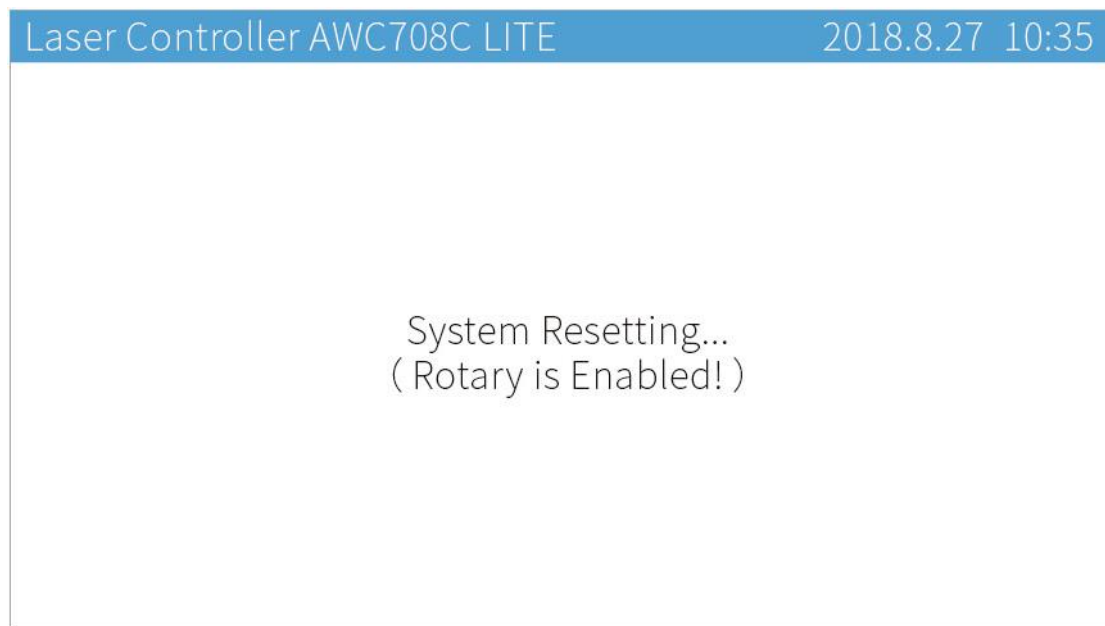 Laser Controller AWC708C LITE 2018.8.27 10:35
System Resetting...
( Rotary is Enabled! )